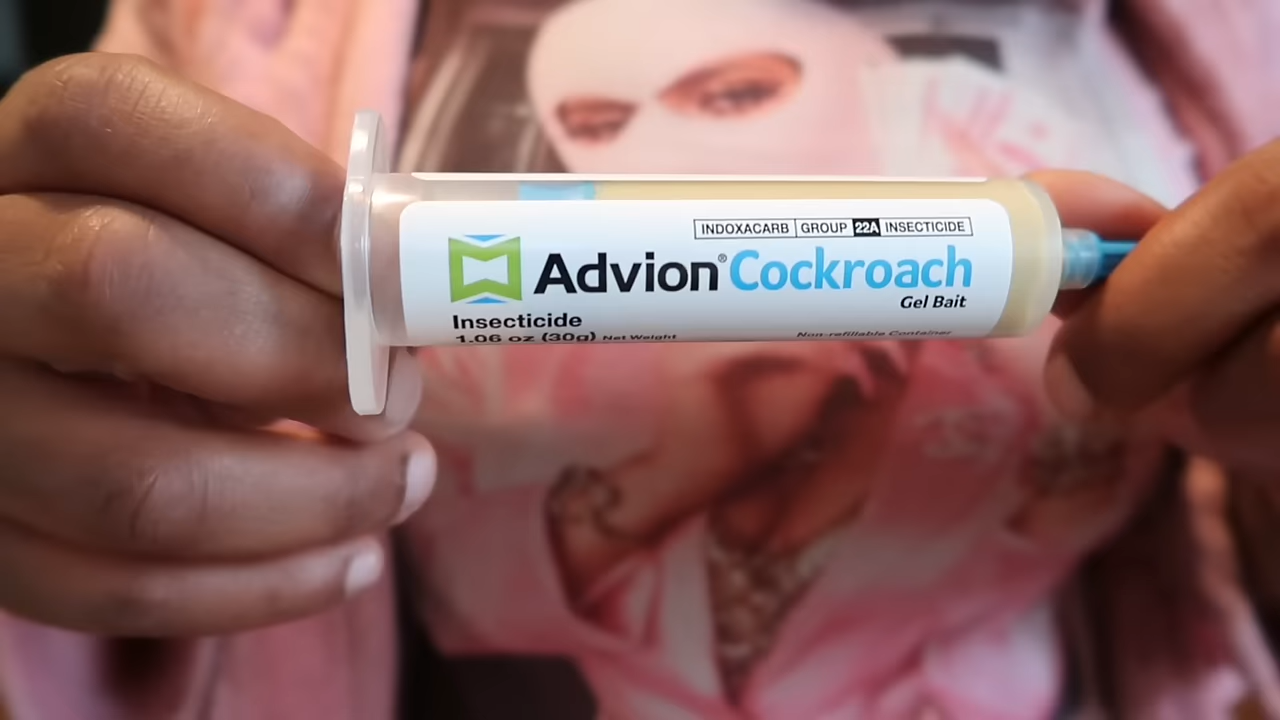 INDOXACARB GROUP 22A INSECTICIDE
Advion® Cockroach
Gel Bait
Insecticide
1.06 oz (30g) Net Weight
Non-refillable Container